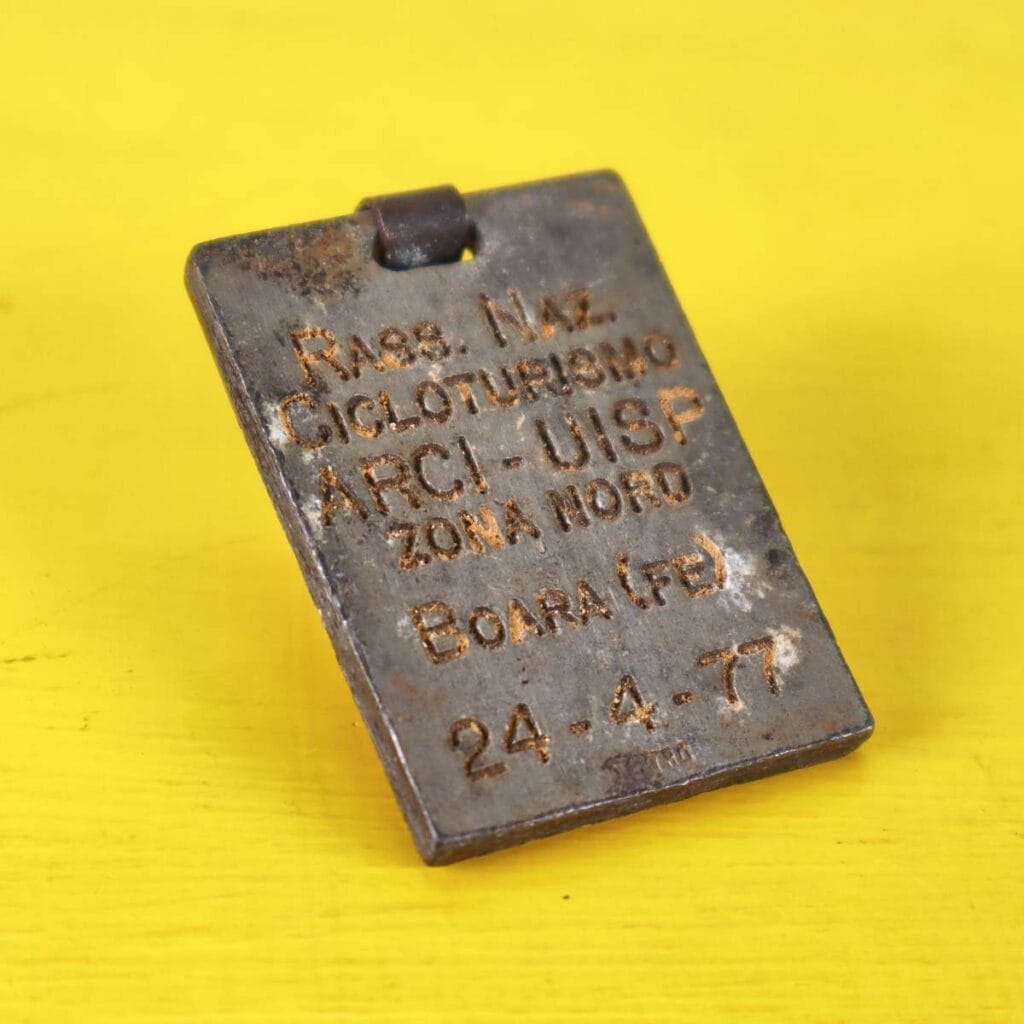 RASS. NAZ.
CICLOTURISMO
ARCI-UISP
ZONA NORD
BOARA (FE)
24-4-77